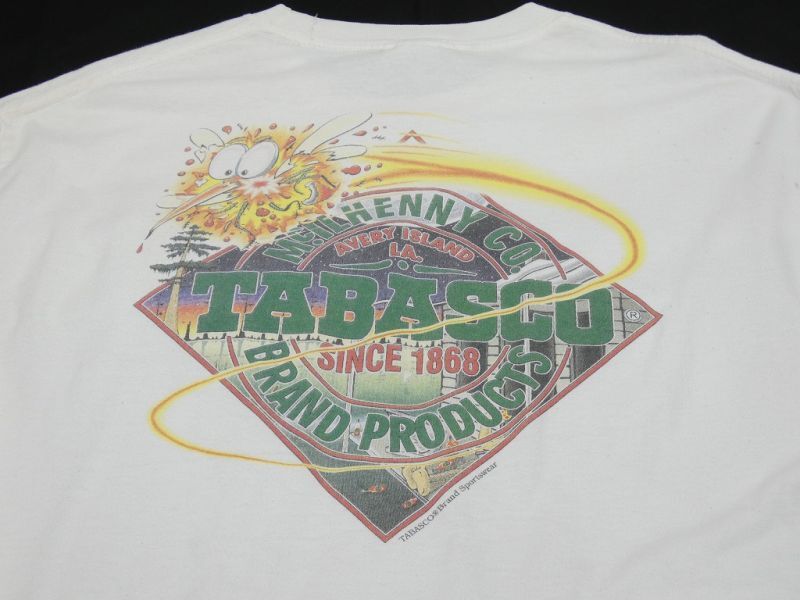 McILHENNY CO.
AVERY ISLAND
LA.
TABASCO®
SINCE 1868
BRAND PRODUCTS
TABASCO® Brand Sportswear